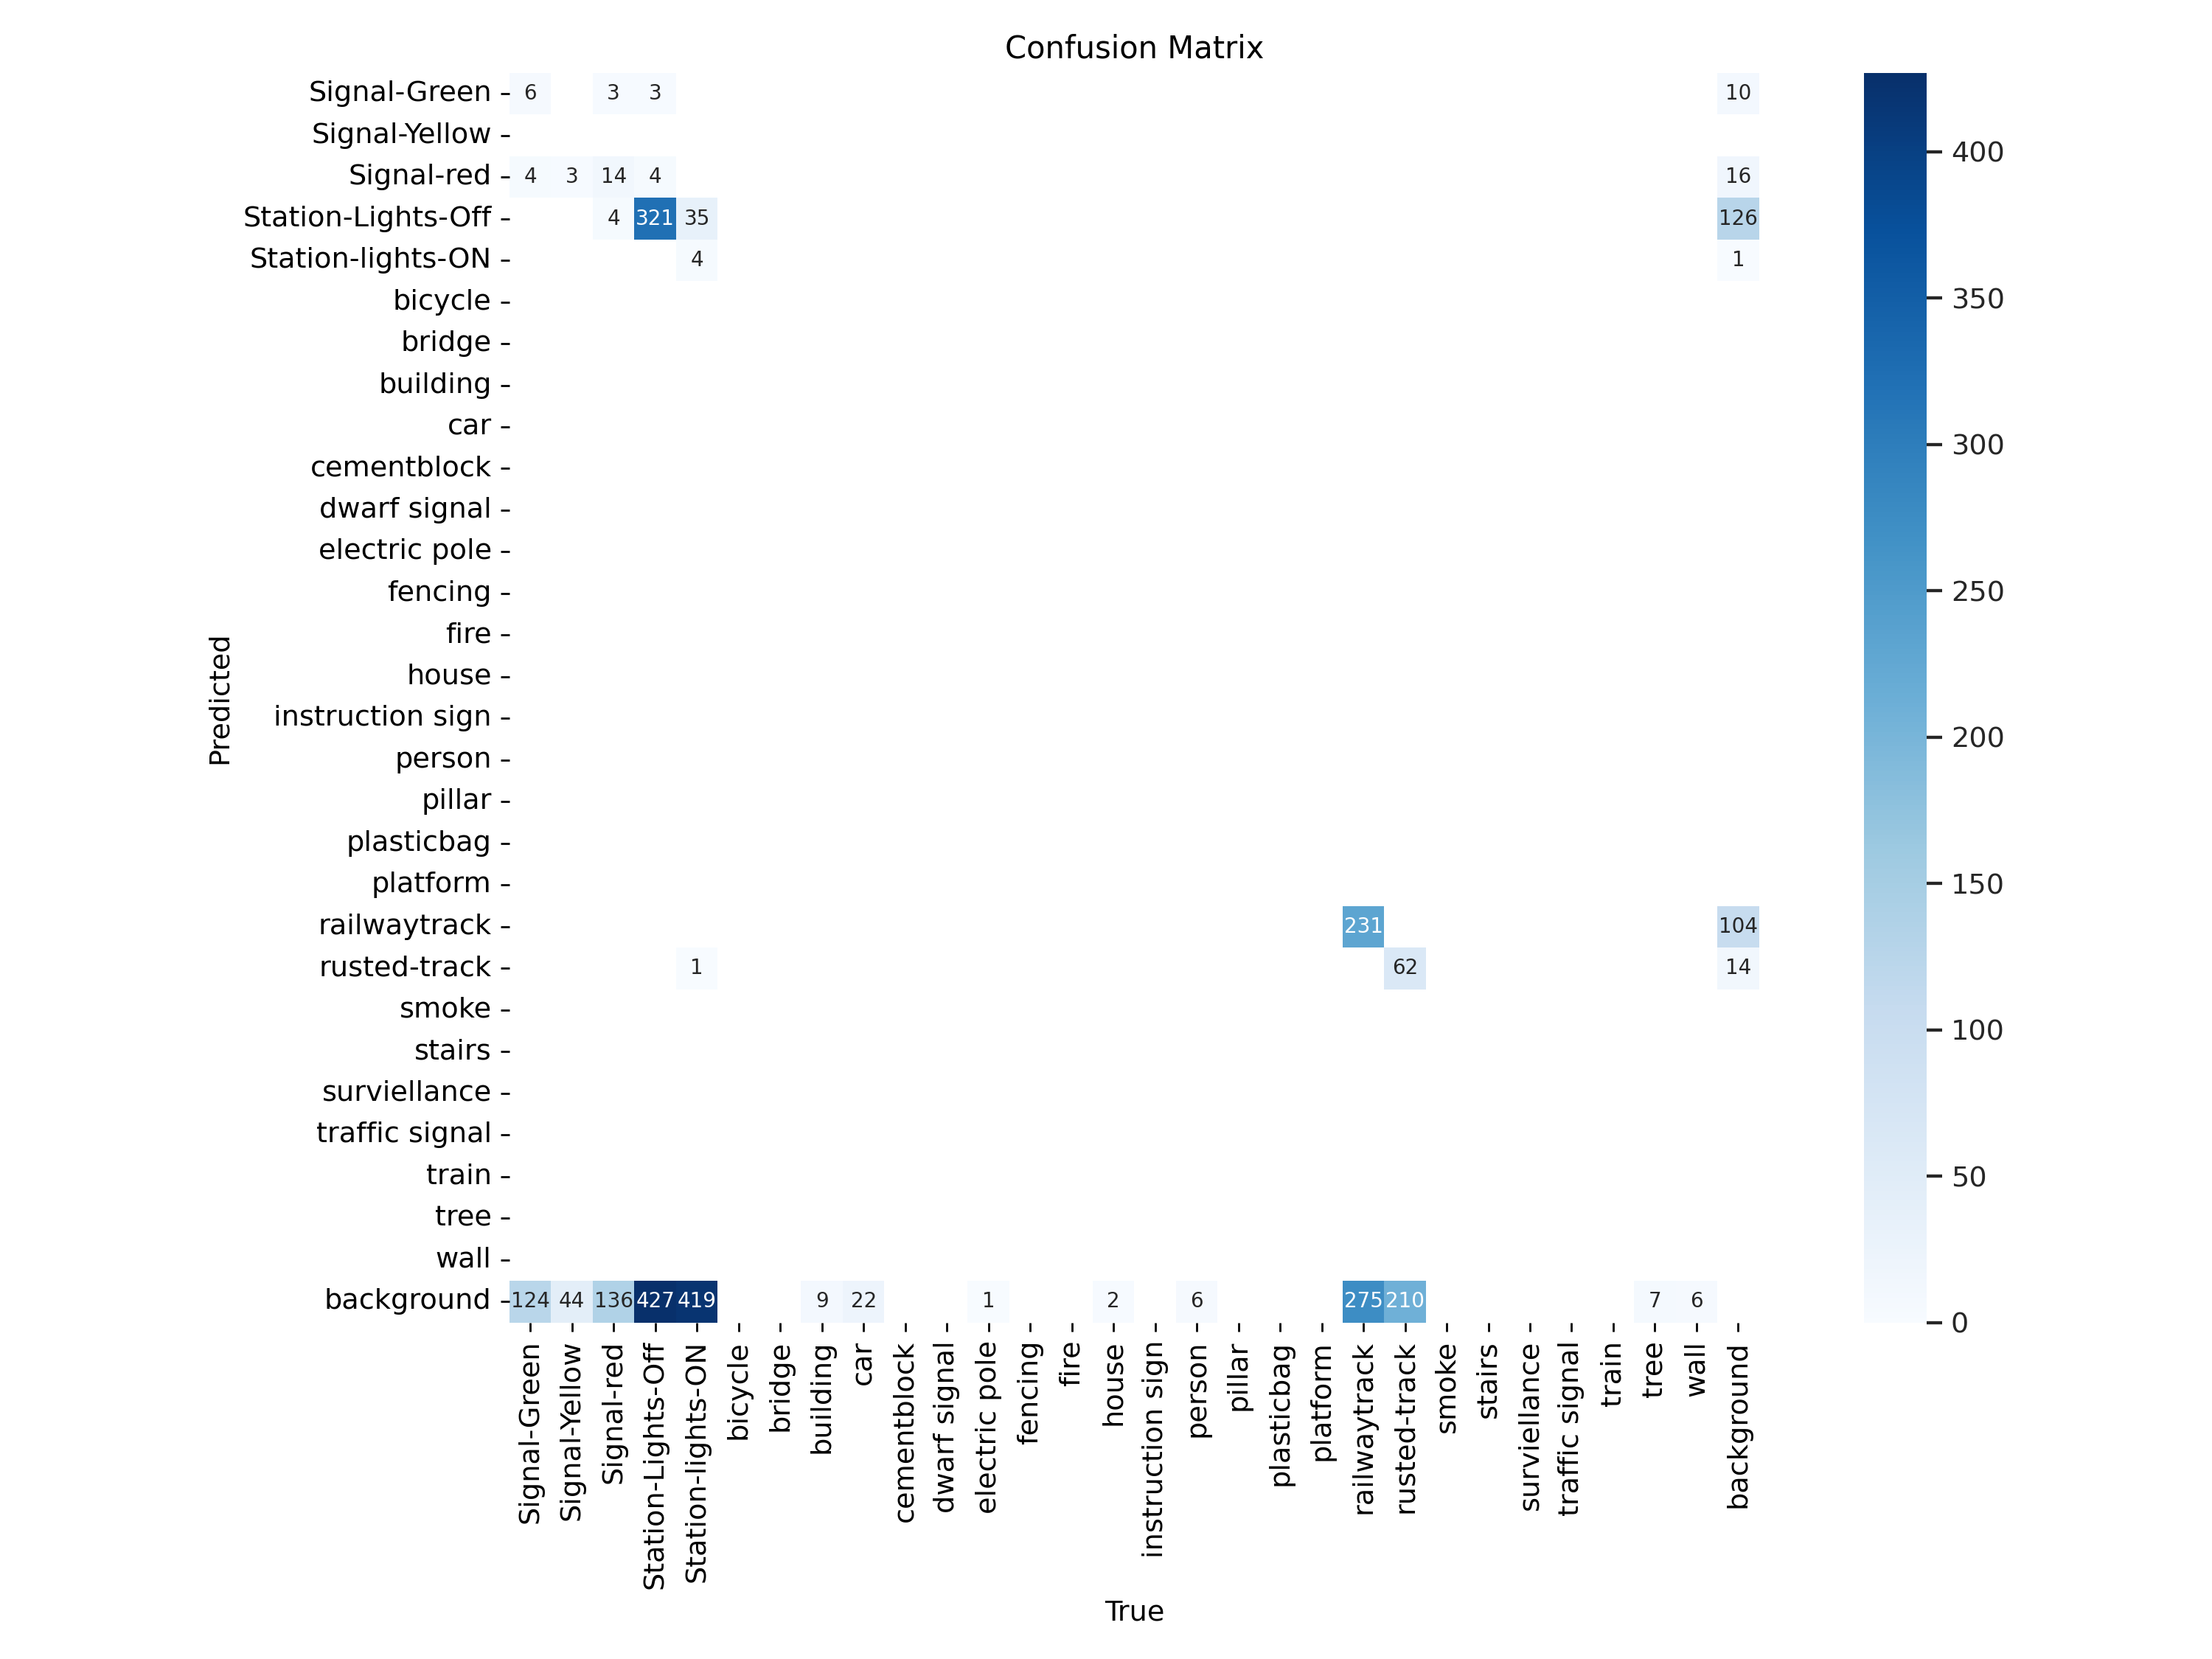 Confusion Matrix
Predicted
Signal-Green 6 3 3 10
Signal-Yellow
Signal-red 4 3 14 4 16
Station-Lights-Off 4 321 35 126
Station-lights-ON 4 1
bicycle
bridge
building
car
cementblock
dwarf signal
electric pole
fencing
fire
house
instruction sign
person
pillar
plasticbag
platform
railwaytrack 231 104
rusted-track 1 62 14
smoke
stairs
surviellance
traffic signal
train
tree
wall
background 124 44 136 427 419 9 22 1 2 6 275 210 7 6
Signal-Green
Signal-Yellow
Signal-red
Station-Lights-Off
Station-lights-ON
bicycle
bridge
building
car
cementblock
dwarf signal
electric pole
fencing
fire
house
instruction sign
person
pillar
plasticbag
platform
railwaytrack
rusted-track
smoke
stairs
surviellance
traffic signal
train
tree
wall
background
True
400
350
300
250
200
150
100
50
0